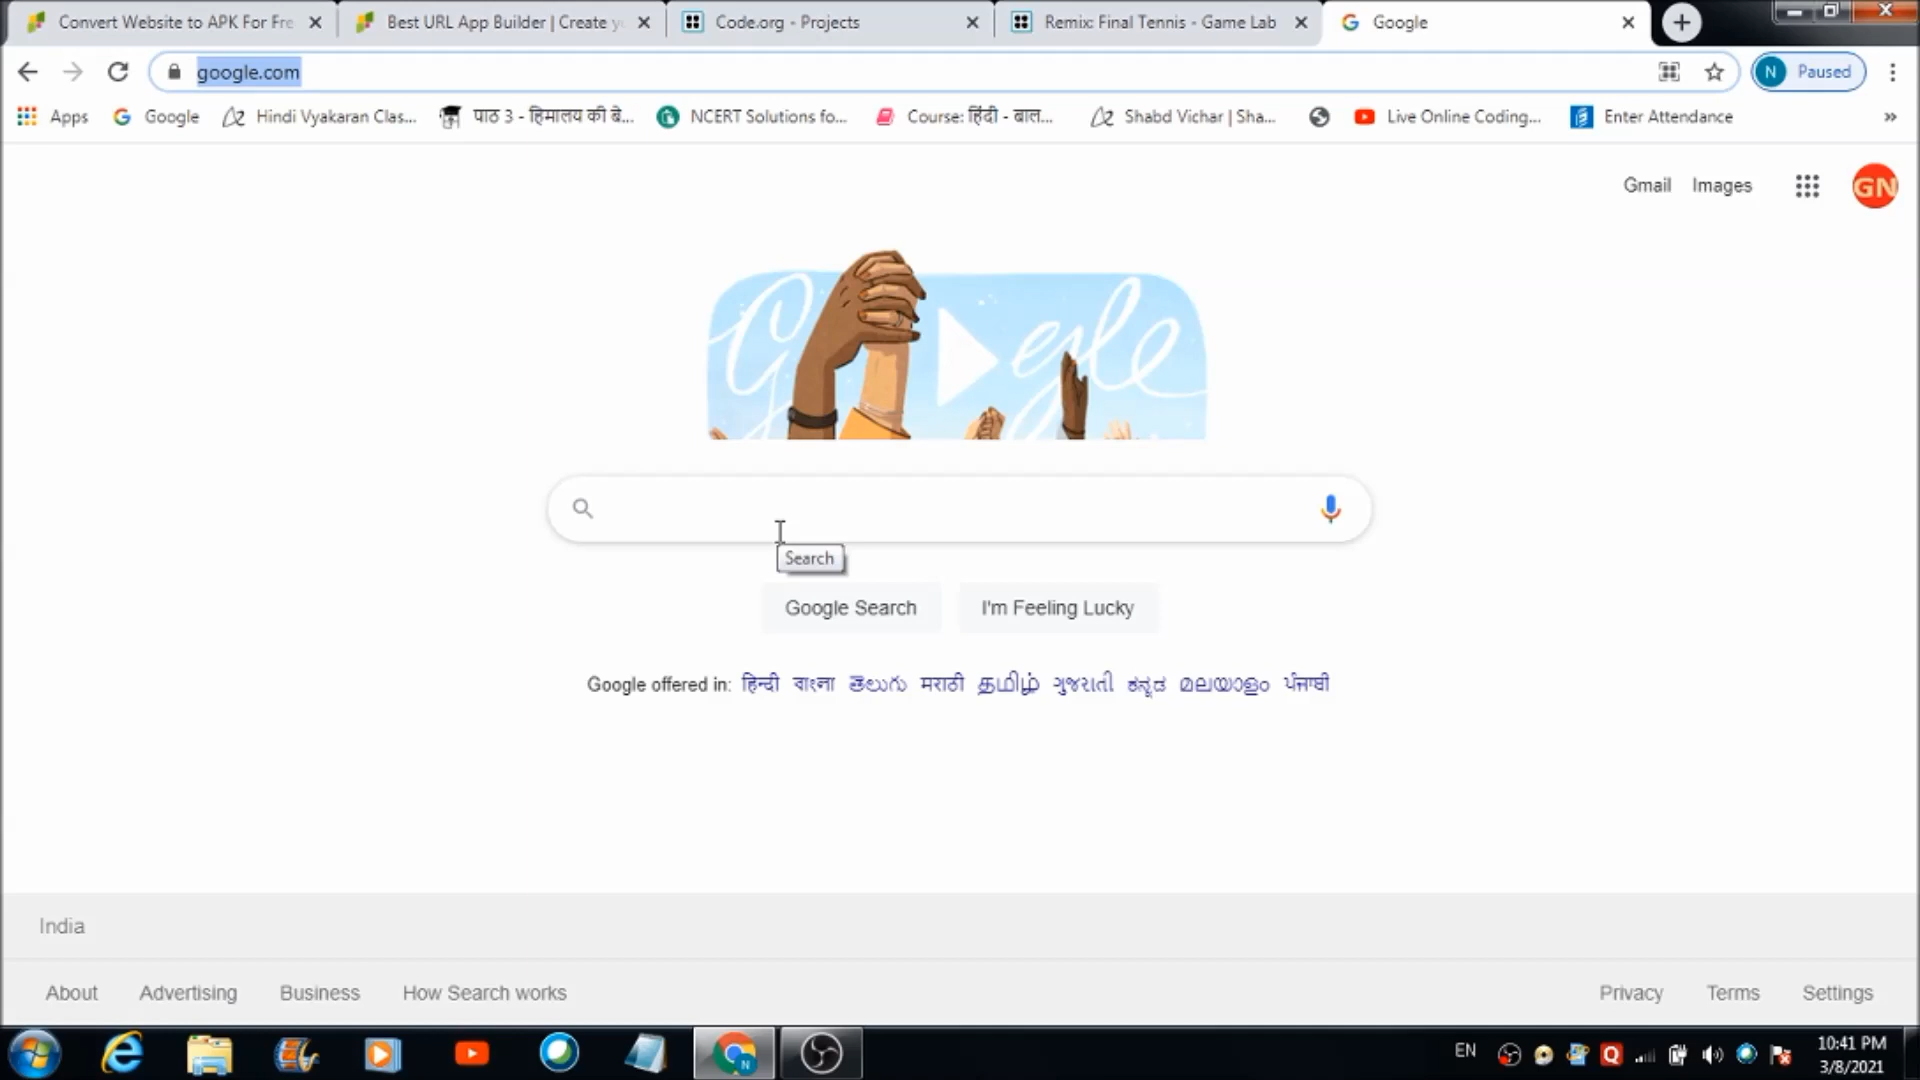 Convert Website to APK For Fre
Best URL App Builder | Create yo
Code.org - Projects
Remix: Final Tennis - Game Lab
Google
google.com
N
Paused
Apps
Google
Hindi Vyakaran Clas...
पाठ 3 - हिमालय की बे...
NCERT Solutions fo...
Course: हिंदी - बाल...
Shabd Vichar | Sha...
Live Online Coding...
Enter Attendance
»
Gmail
Images
GN
Google
Search
Google Search
I'm Feeling Lucky
Google offered in: हिन्दी বাংলা తెలుగు मराठी தமிழ் ગુજરાતી ಕನ್ನಡ മലയാളം ਪੰਜਾਬੀ
India
About
Advertising
Business
How Search works
Privacy
Terms
Settings
N
EN
Q
10:41 PM
3/8/2021